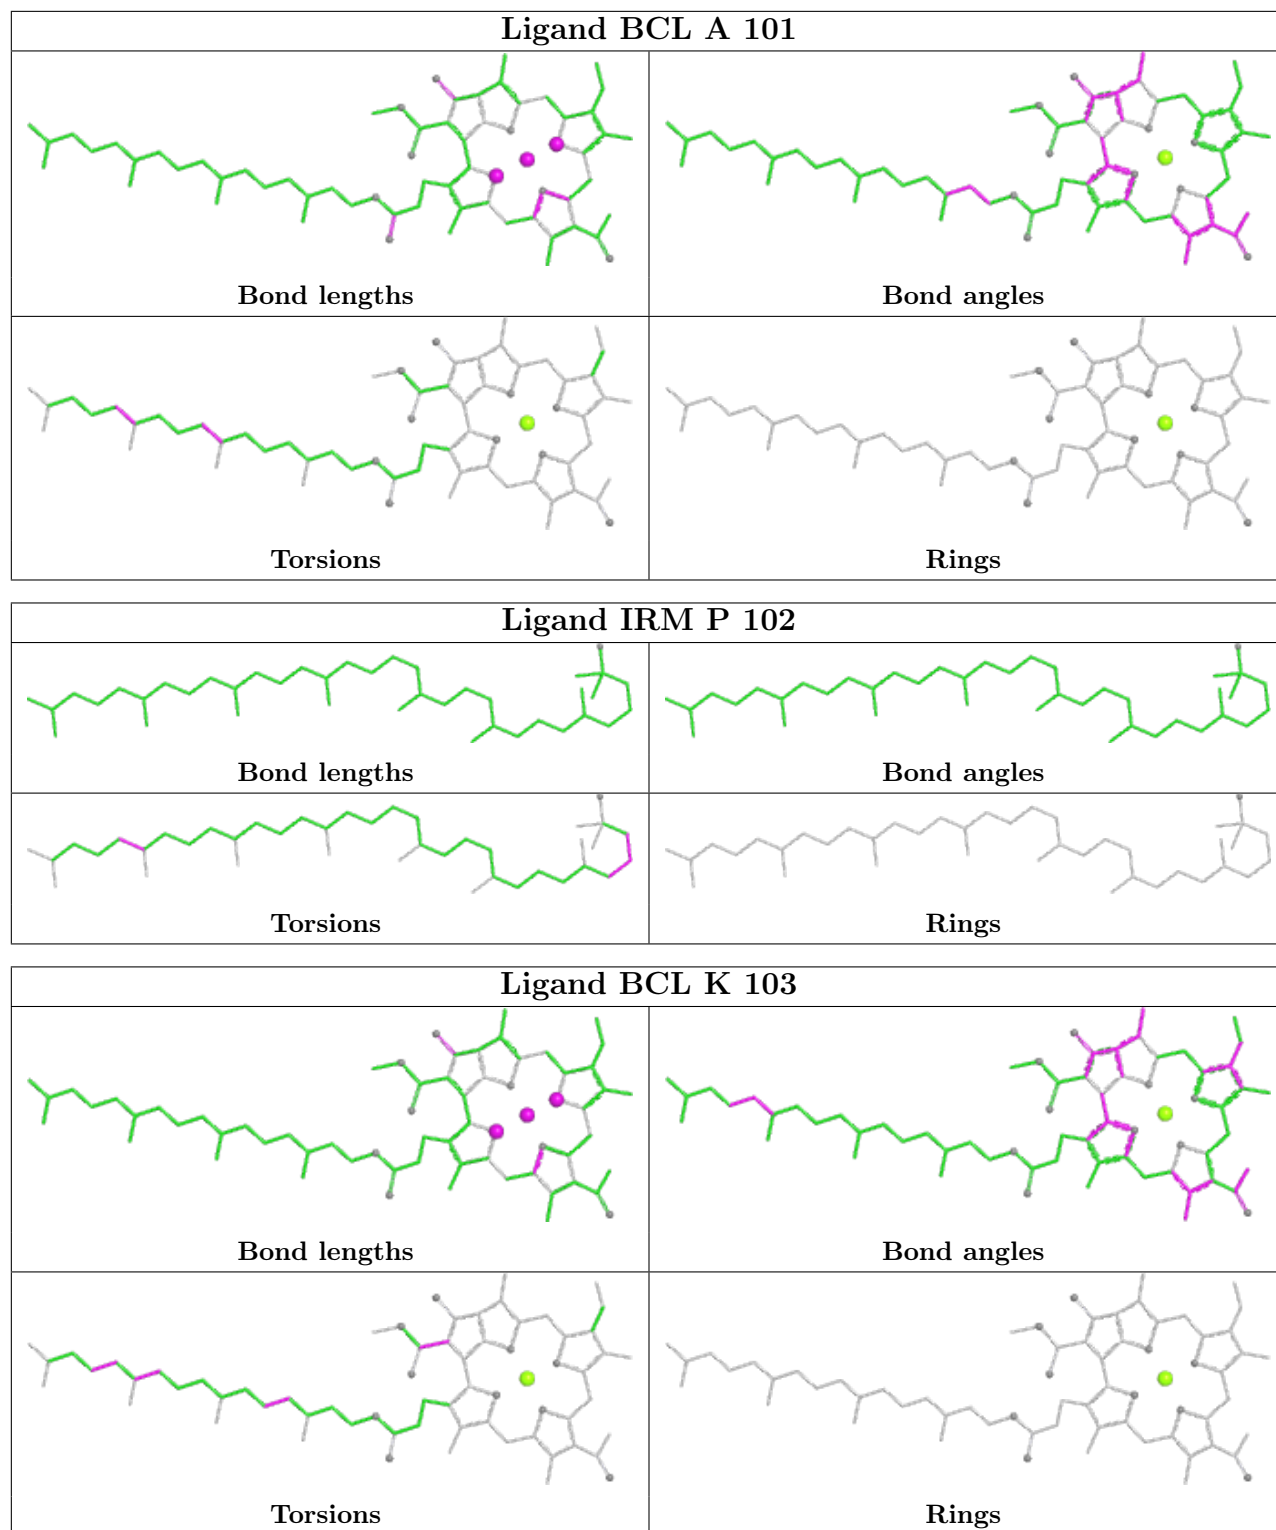 Ligand BCL A 101
Bond lengths
Bond angles
Torsions
Rings
Ligand IRM P 102
Bond lengths
Bond angles
Torsions
Rings
Ligand BCL K 103
Bond lengths
Bond angles
Torsions
Rings